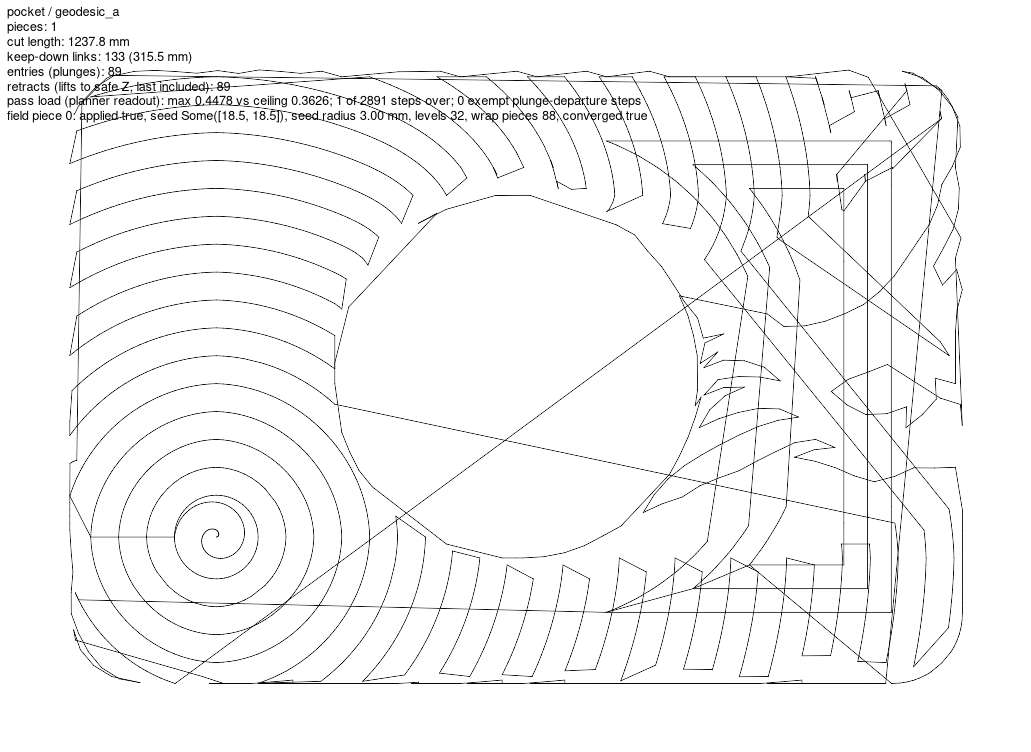 pocket / geodesic_a
pieces: 1
cut length: 1237.8 mm
keep-down links: 133 (315.5 mm)
entries (plunges): 89
retracts (lifts to safe Z, last included): 89
pass load (planner readout): max 0.4478 vs ceiling 0.3626; 1 of 2891 steps over; 0 exempt plunge-departure steps
field piece 0: applied true, seed Some([18.5, 18.5]), seed radius 3.00 mm, levels 32, wrap pieces 88, converged true